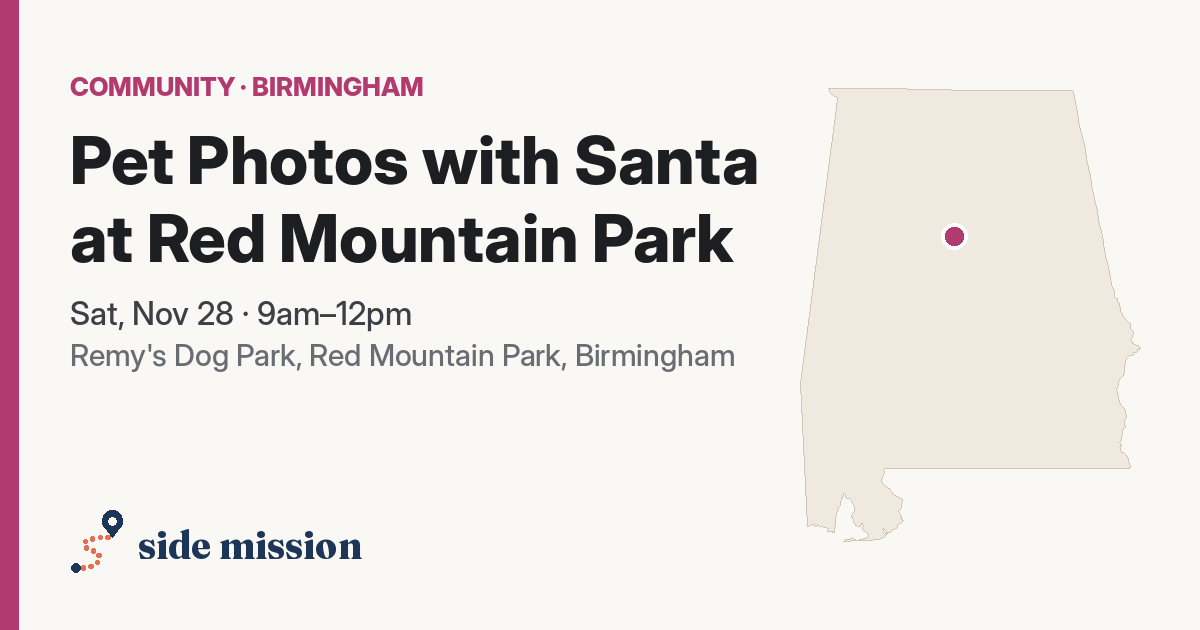 COMMUNITY · BIRMINGHAM
Pet Photos with Santa
at Red Mountain Park
Sat, Nov 28 · 9am–12pm
Remy's Dog Park, Red Mountain Park, Birmingham
side mission